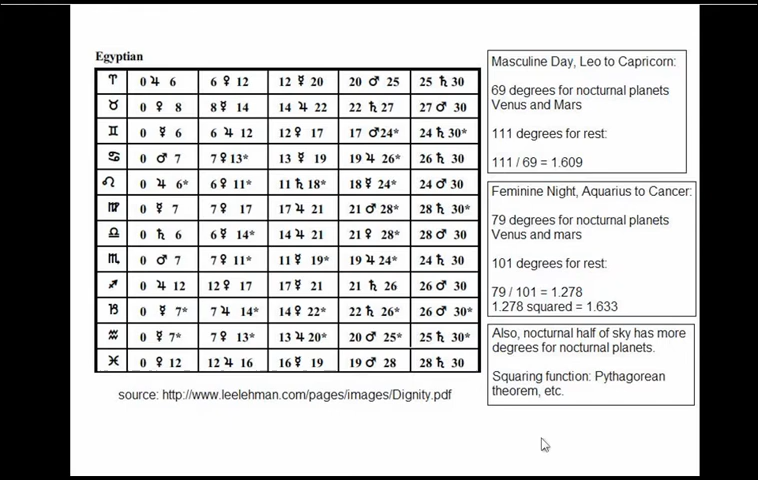 Egyptian
♈ 0 ♃ 6 6 ♀ 12 12 ☿ 20 20 ♂ 25 25 ♄ 30
♉ 0 ♀ 8 8 ☿ 14 14 ♃ 22 22 ♄ 27 27 ♂ 30
♊ 0 ☿ 6 6 ♃ 12 12 ♀ 17 17 ♂ 24* 24 ♄ 30*
♋ 0 ♂ 7 7 ♀ 13* 13 ☿ 19 19 ♃ 26* 26 ♄ 30
♌ 0 ♃ 6* 6 ♀ 11* 11 ♄ 18* 18 ☿ 24* 24 ♂ 30
♍ 0 ☿ 7 7 ♀ 17 17 ♃ 21 21 ♂ 28* 28 ♄ 30*
♎ 0 ♄ 6 6 ☿ 14* 14 ♃ 21 21 ♀ 28* 28 ♂ 30
♏ 0 ♂ 7 7 ♀ 11* 11 ☿ 19* 19 ♃ 24* 24 ♄ 30
♐ 0 ♃ 12 12 ♀ 17 17 ☿ 21 21 ♄ 26 26 ♂ 30
♑ 0 ☿ 7* 7 ♃ 14* 14 ♀ 22* 22 ♄ 26* 26 ♂ 30*
♒ 0 ☿ 7* 7 ♀ 13* 13 ♃ 20* 20 ♂ 25* 25 ♄ 30*
♓ 0 ♀ 12 12 ♃ 16 16 ☿ 19 19 ♂ 28 28 ♄ 30
source: http://www.leelehman.com/pages/images/Dignity.pdf
Masculine Day, Leo to Capricorn:
69 degrees for nocturnal planets
Venus and Mars
111 degrees for rest:
111 / 69 = 1.609
Feminine Night, Aquarius to Cancer:
79 degrees for nocturnal planets
Venus and mars
101 degrees for rest:
79 / 101 = 1.278
1.278 squared = 1.633
Also, nocturnal half of sky has more
degrees for nocturnal planets.
Squaring function: Pythagorean
theorem, etc.